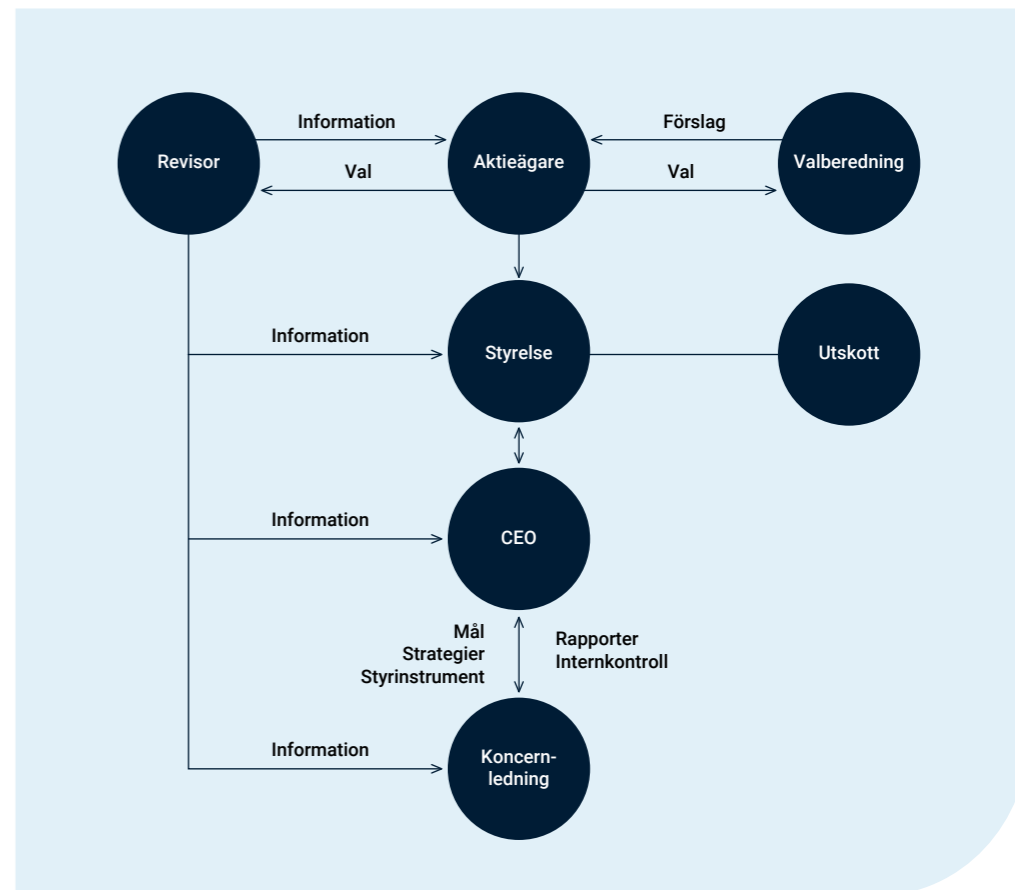 Information
Förslag
Revisor
Aktieägare
Valberedning
Val
Val
Information
Styrelse
Utskott
Information
CEO
Mål
Strategier
Styrinstrument
Rapporter
Internkontroll
Information
Koncern-
ledning